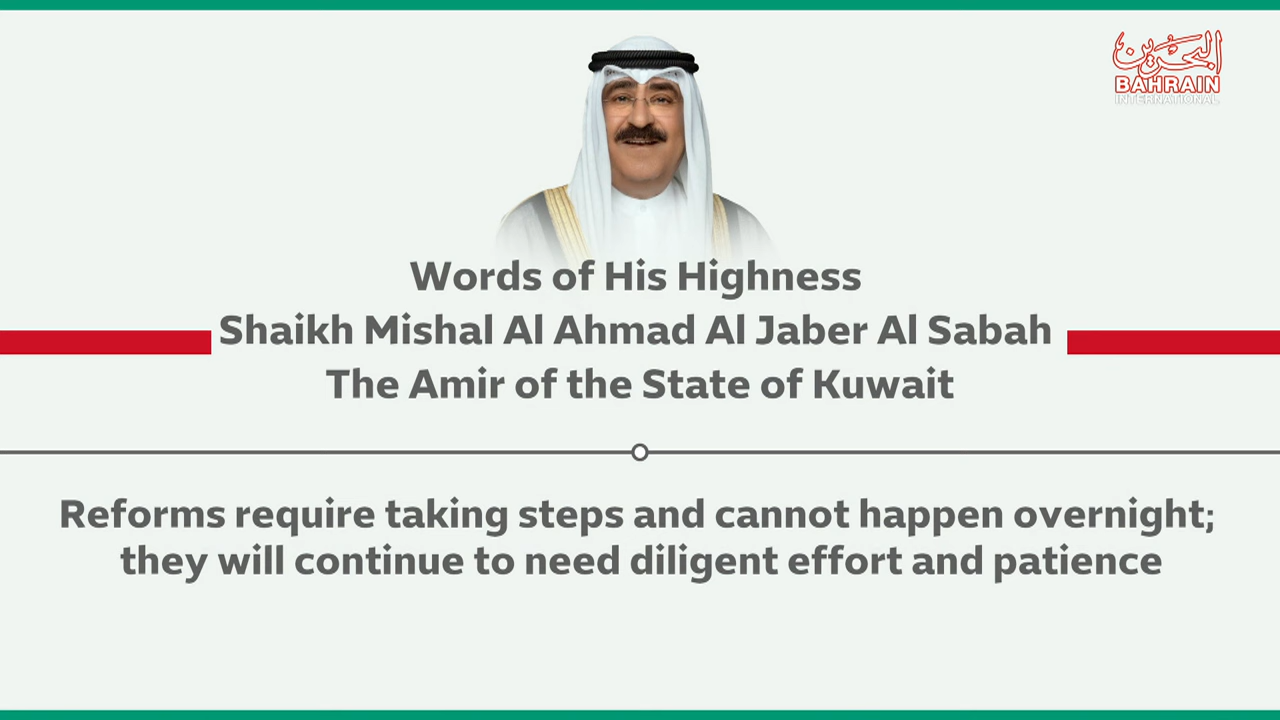 البحرين
BAHRAIN
INTERNATIONAL
Words of His Highness
Shaikh Mishal Al Ahmad Al Jaber Al Sabah
The Amir of the State of Kuwait
Reforms require taking steps and cannot happen overnight;
they will continue to need diligent effort and patience